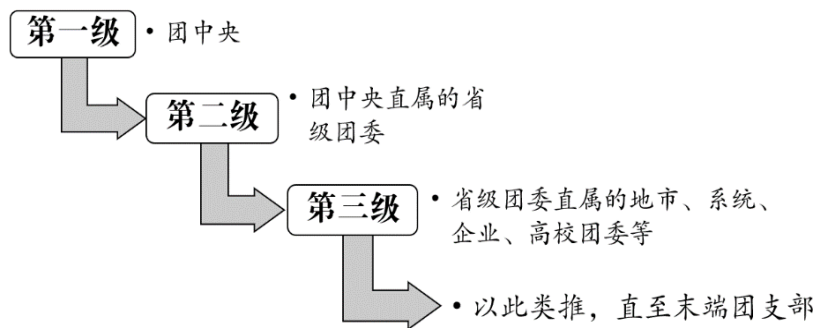 第一级
• 团中央
第二级
• 团中央直属的省
级团委
第三级
• 省级团委直属的地市、系统、
企业、高校团委等
• 以此类推，直至末端团支部